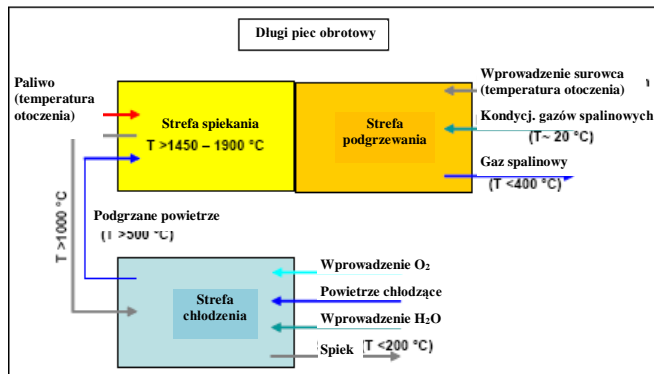 Długi piec obrotowy
Paliwo
(temperatura
otoczenia)
Strefa spiekania
T >1450 – 1900 °C
Strefa
podgrzewania
Wprowadzenie surowca
(temperatura otoczenia)
Kondycj. gazów spalinowych
(T~ 20 °C)
Gaz spalinowy
(T <400 °C)
T >1000 °C
Podgrzane powietrze
(T >500 °C)
Strefa
chłodzenia
Wprowadzenie O₂
Powietrze chłodzące
Wprowadzenie H₂O
Spiek (T <200 °C)